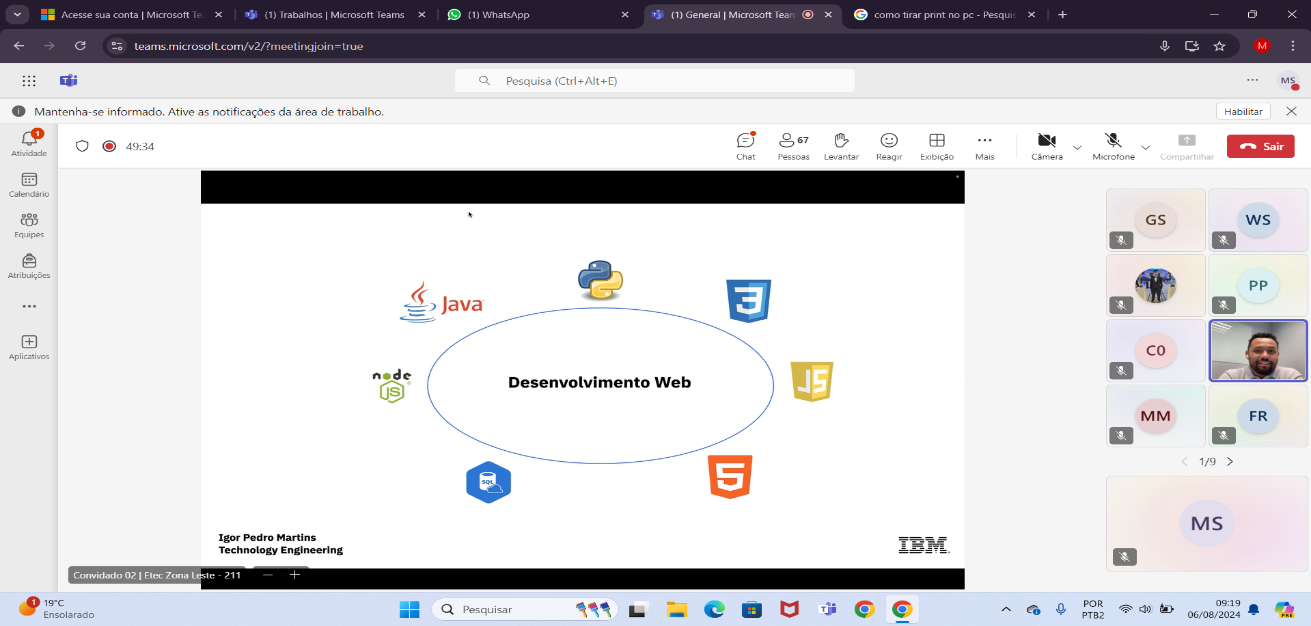 Acesse sua conta | Microsoft Te
(1) Trabalhos | Microsoft Teams
(1) WhatsApp
(1) General | Microsoft Team
como tirar print no pc - Pesquis
teams.microsoft.com/v2/?meetingjoin=true
M
Pesquisa (Ctrl+Alt+E)
MS
Mantenha-se informado. Ative as notificações da área de trabalho.
Habilitar
1
Atividade
Calendário
Equipes
Atribuições
Aplicativos
49:34
Chat
67
Pessoas
Levantar
Reagir
Exibição
Mais
Câmera
Microfone
Compartilhar
Sair
Java
node
JS
3
JS
5
SQL
Desenvolvimento Web
Igor Pedro Martins
Technology Engineering
IBM
Convidado 02 | Etec Zona Leste - 211
GS
WS
PP
C0
MM
FR
1/9
MS
1
19°C
Ensolarado
Pesquisar
POR
PTB2
09:19
06/08/2024
PRE